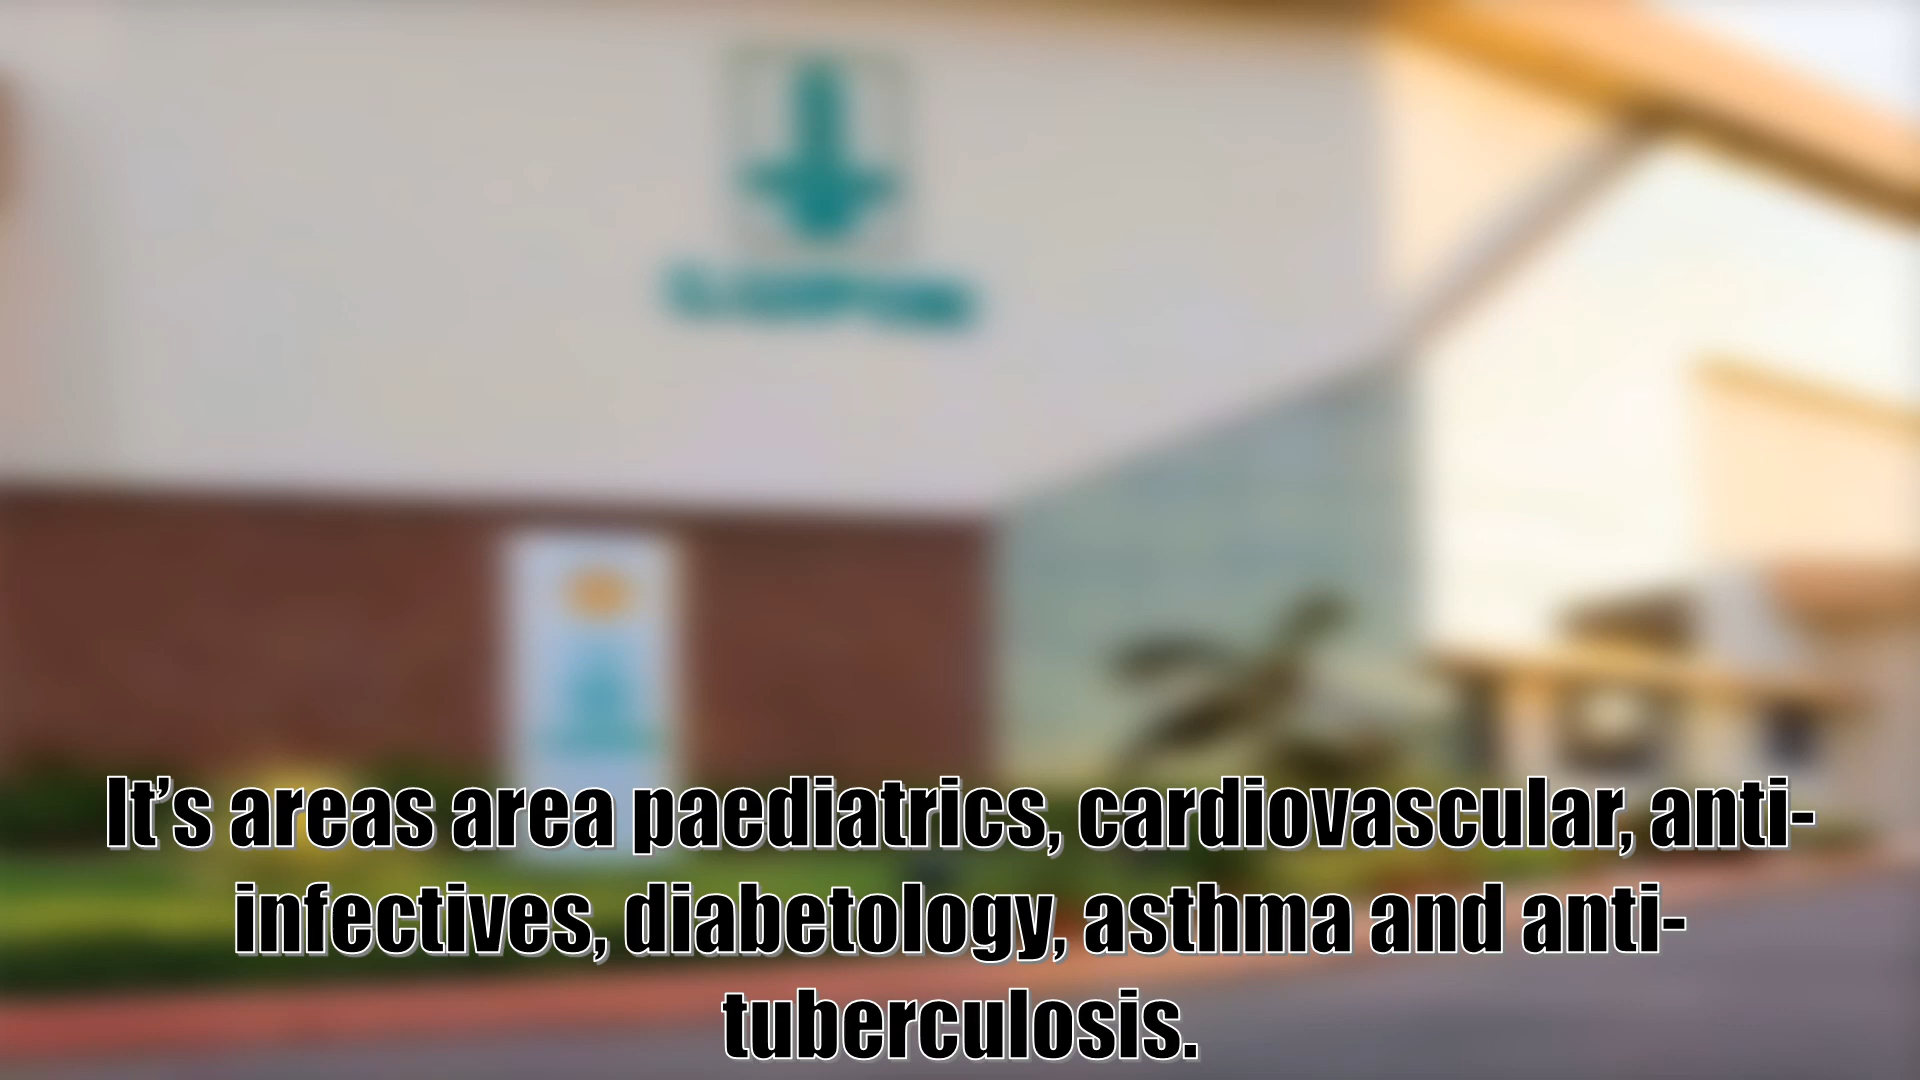 It’s areas area paediatrics, cardiovascular, anti-
infectives, diabetology, asthma and anti-
tuberculosis.